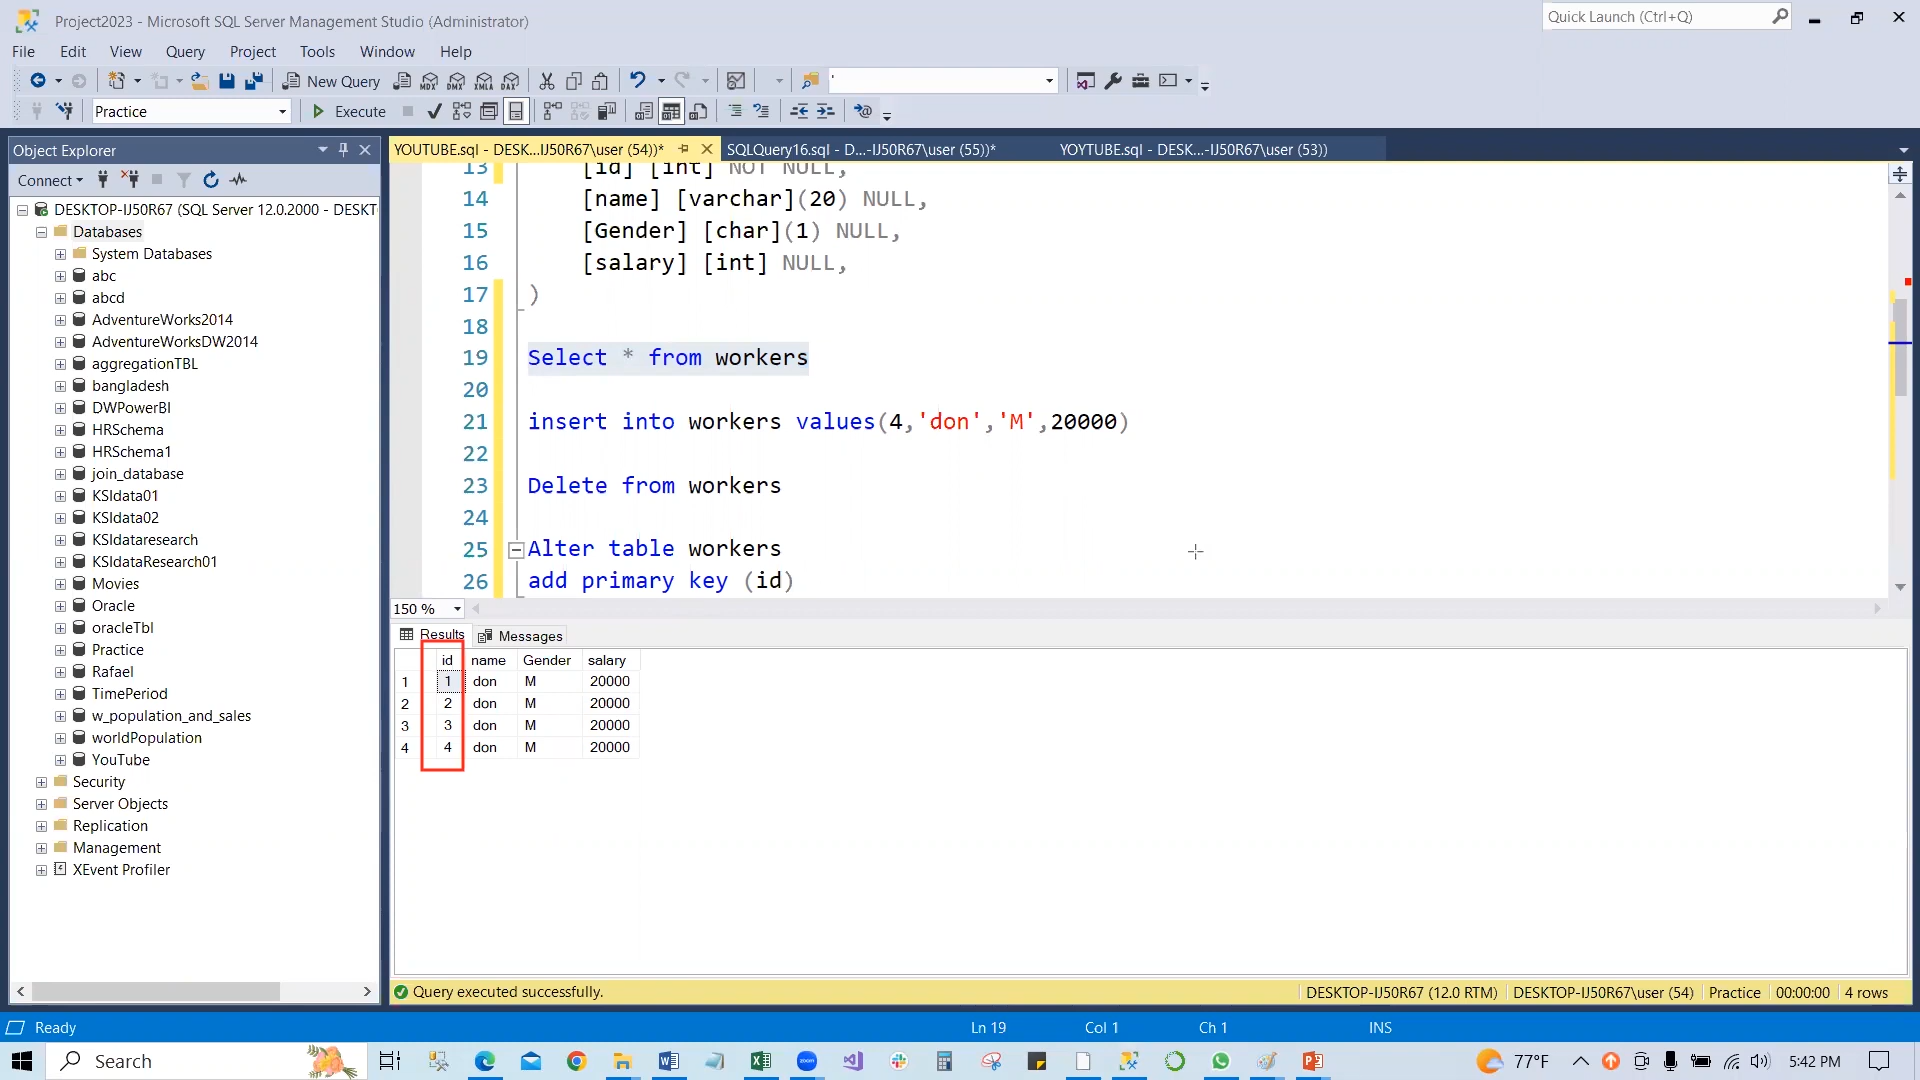 Project2023 - Microsoft SQL Server Management Studio (Administrator)
Quick Launch (Ctrl+Q)
File Edit View Query Project Tools Window Help
New Query MDX DMX XMLA DAX '
Practice Execute
Object Explorer
Connect
DESKTOP-IJ50R67 (SQL Server 12.0.2000 - DESKT
Databases
System Databases
abc
abcd
AdventureWorks2014
AdventureWorksDW2014
aggregationTBL
bangladesh
DWPowerBI
HRSchema
HRSchema1
join_database
KSIdata01
KSIdata02
KSIdataresearch
KSIdataResearch01
Movies
Oracle
oracleTbl
Practice
Rafael
TimePeriod
w_population_and_sales
worldPopulation
YouTube
Security
Server Objects
Replication
Management
XEvent Profiler
YOUTUBE.sql - DESK...IJ50R67\user (54))* SQLQuery16.sql - D...-IJ50R67\user (55))* YOYTUBE.sql - DESK...-IJ50R67\user (53))
13 [id] [int] NOT NULL,
14 [name] [varchar](20) NULL,
15 [Gender] [char](1) NULL,
16 [salary] [int] NULL,
17 )
18
19 Select * from workers
20
21 insert into workers values(4,'don','M',20000)
22
23 Delete from workers
24
25 Alter table workers
26 add primary key (id)
150 %
Results Messages
id name Gender salary
1 1 don M 20000
2 2 don M 20000
3 3 don M 20000
4 4 don M 20000
Query executed successfully. DESKTOP-IJ50R67 (12.0 RTM) DESKTOP-IJ50R67\user (54) Practice 00:00:00 4 rows
Ready Ln 19 Col 1 Ch 1 INS
Search 77°F 5:42 PM